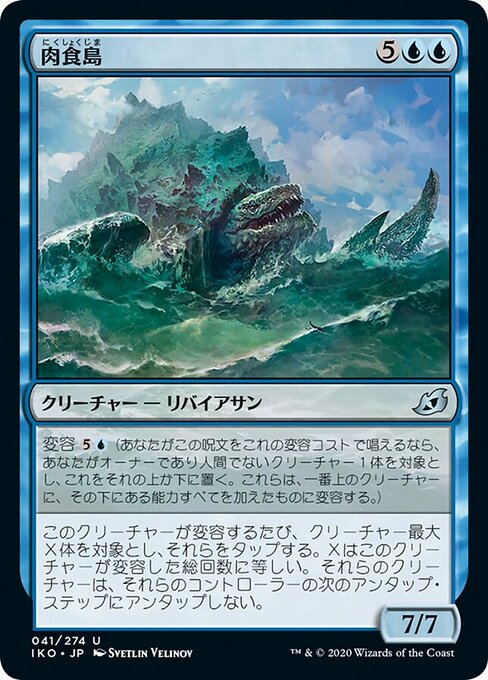 にくしょくじま
肉食島 5
クリーチャー — リバイアサン
変容 5 (あなたがこの呪文をこれの変容コストで唱えるなら、
あなたがオーナーであり人間でないクリーチャー1体を対象と
し、これをそれの上か下に置く。これらは、一番上のクリーチャー
に、その下にある能力すべてを加えたものに変容する。)
このクリーチャーが変容するたび、クリーチャー最大
X体を対象とし、それらをタップする。Xはこのクリー
チャーが変容した総回数に等しい。それらのクリー
チャーは、それらのコントローラーの次のアンタップ・
ステップにアンタップしない。
7/7
041/274 U
IKO • JP Svetlin Velinov
™ & © 2020 Wizards of the Coast